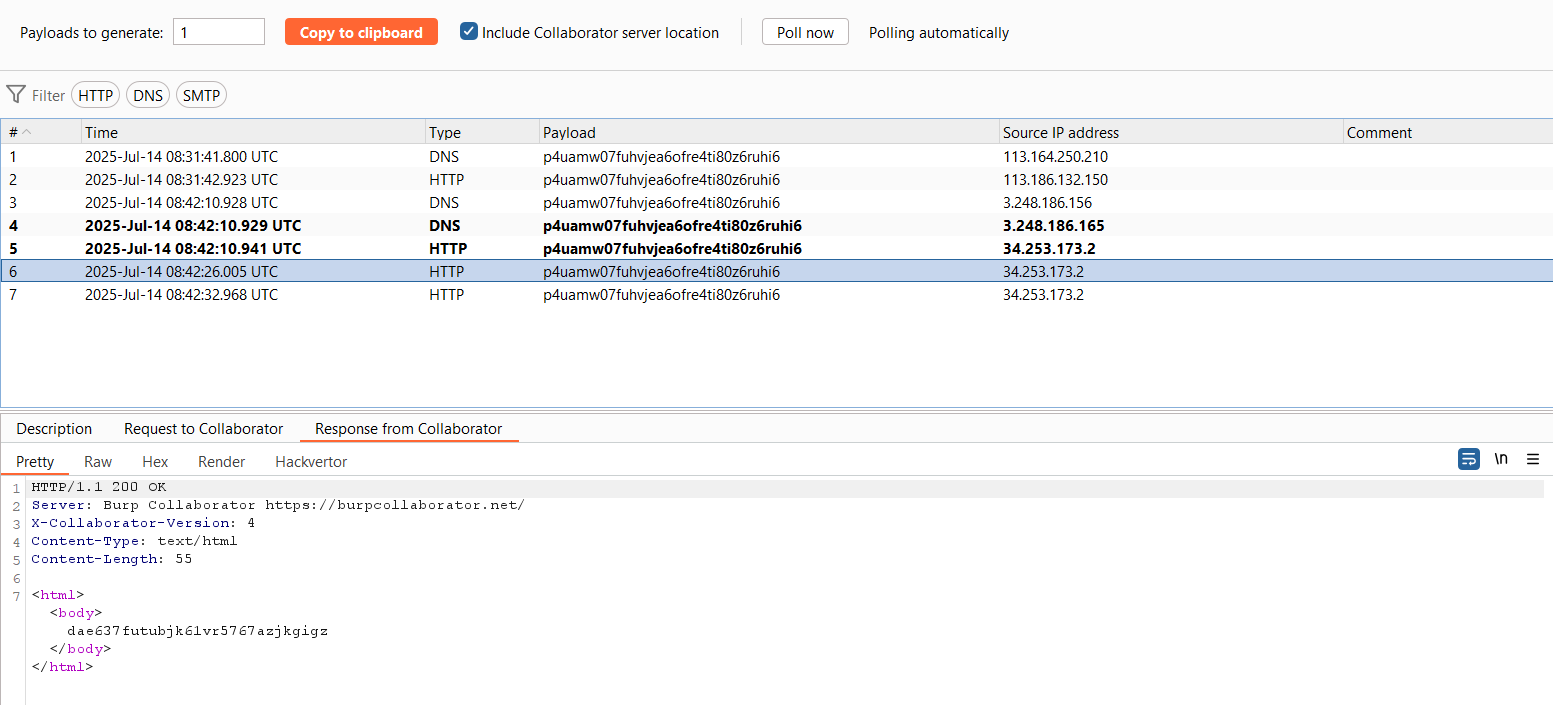 Payloads to generate: 1 Copy to clipboard Include Collaborator server location Poll now Polling automatically
Filter HTTP DNS SMTP
# Time Type Payload Source IP address Comment
1 2025-Jul-14 08:31:41.800 UTC DNS p4uamw07fuhvjea6ofre4ti80z6ruhi6 113.164.250.210
2 2025-Jul-14 08:31:42.923 UTC HTTP p4uamw07fuhvjea6ofre4ti80z6ruhi6 113.186.132.150
3 2025-Jul-14 08:42:10.928 UTC DNS p4uamw07fuhvjea6ofre4ti80z6ruhi6 3.248.186.156
4 2025-Jul-14 08:42:10.929 UTC DNS p4uamw07fuhvjea6ofre4ti80z6ruhi6 3.248.186.165
5 2025-Jul-14 08:42:10.941 UTC HTTP p4uamw07fuhvjea6ofre4ti80z6ruhi6 34.253.173.2
6 2025-Jul-14 08:42:26.005 UTC HTTP p4uamw07fuhvjea6ofre4ti80z6ruhi6 34.253.173.2
7 2025-Jul-14 08:42:32.968 UTC HTTP p4uamw07fuhvjea6ofre4ti80z6ruhi6 34.253.173.2
Description Request to Collaborator Response from Collaborator
Pretty Raw Hex Render Hackvertor \n
1 HTTP/1.1 200 OK
2 Server: Burp Collaborator https://burpcollaborator.net/
3 X-Collaborator-Version: 4
4 Content-Type: text/html
5 Content-Length: 55
6
7 <html>
<body>
dae637futubjk61vr5767azjkgigz
</body>
</html>